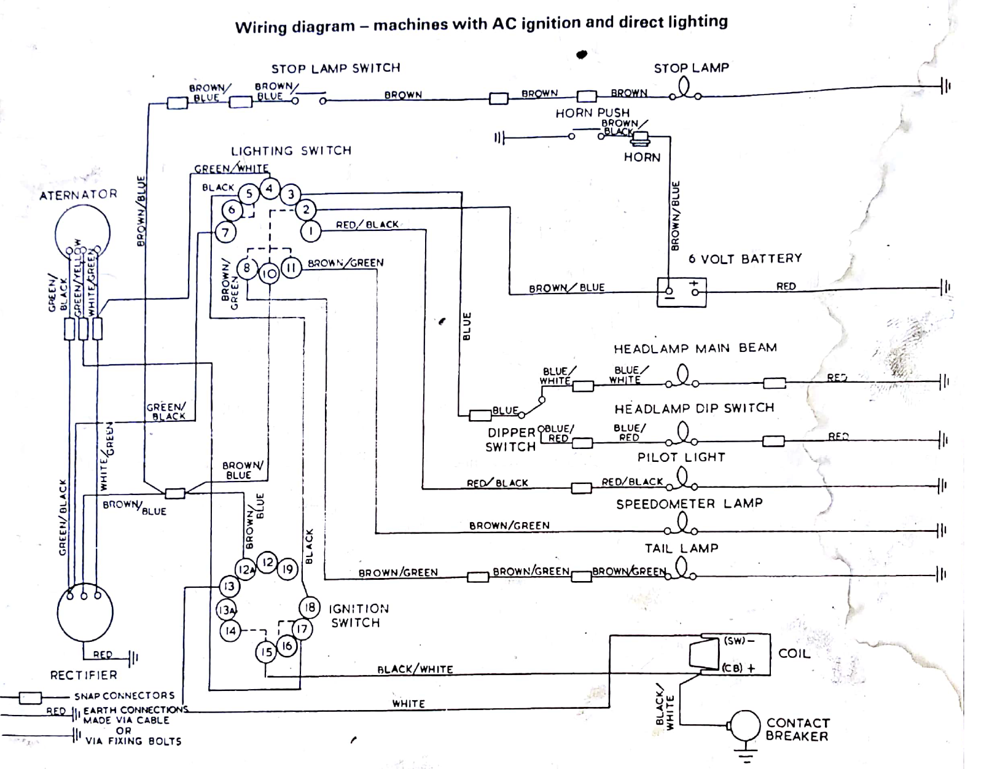 Wiring diagram – machines with AC ignition and direct lighting
STOP LAMP SWITCH
STOP LAMP
BROWN/
BLUE
BROWN/
BLUE
BROWN
BROWN
BROWN
HORN PUSH
BROWN/
BLACK
HORN
LIGHTING SWITCH
GREEN/WHITE
BLACK
5
4
3
6
2
7
1
RED/BLACK
ATERNATOR
BROWN/BLUE
BROWN/BLUE
6 VOLT BATTERY
8
10
11
BROWN/GREEN
BROWN/
GREEN
GREEN/
BLACK
GREEN/YELLOW
WHITE/GREEN
BROWN/BLUE
–
+
RED
BLUE
HEADLAMP MAIN BEAM
BLUE/
WHITE
BLUE/
WHITE
RED
BLUE
HEADLAMP DIP SWITCH
DIPPER
SWITCH
BLUE/
RED
BLUE/
RED
RED
GREEN/
BLACK
WHITE/
GREEN
PILOT LIGHT
BROWN/
BLUE
RED/BLACK
RED/BLACK
GREEN/BLACK
BROWN/BLUE
BROWN/
BLUE
SPEEDOMETER LAMP
BROWN/GREEN
BLACK
TAIL LAMP
12A
12
19
BROWN/GREEN
BROWN/GREEN
BROWN/GREEN
13
13A
18
14
17
15
16
IGNITION
SWITCH
RED
RECTIFIER
(SW) –
(CB) +
COIL
BLACK/WHITE
SNAP CONNECTORS
RED
EARTH CONNECTIONS
MADE VIA CABLE
OR
VIA FIXING BOLTS
WHITE
BLACK/
WHITE
CONTACT
BREAKER